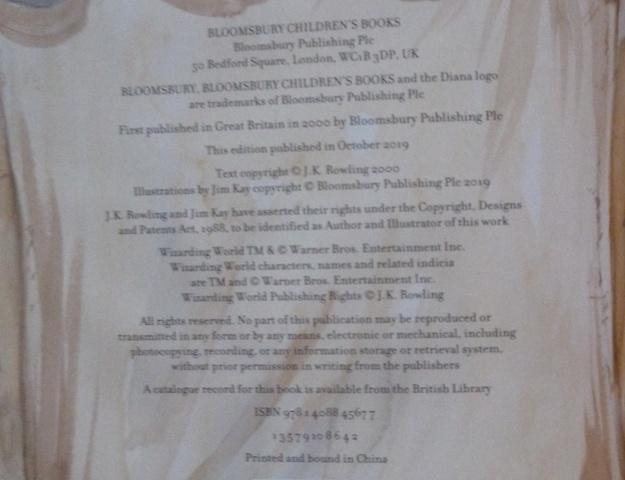 BLOOMSBURY CHILDREN'S BOOKS
Bloomsbury Publishing Plc
50 Bedford Square, London, WC1B 3DP, UK
BLOOMSBURY, BLOOMSBURY CHILDREN'S BOOKS and the Diana logo
are trademarks of Bloomsbury Publishing Plc
First published in Great Britain in 2000 by Bloomsbury Publishing Plc
This edition published in October 2019
Text copyright © J.K. Rowling 2000
Illustrations by Jim Kay copyright © Bloomsbury Publishing Plc 2019
J.K. Rowling and Jim Kay have asserted their rights under the Copyright, Designs
and Patents Act, 1988, to be identified as Author and Illustrator of this work
Wizarding World TM & © Warner Bros. Entertainment Inc.
Wizarding World characters, names and related indicia
are TM and © Warner Bros. Entertainment Inc.
Wizarding World Publishing Rights © J.K. Rowling
All rights reserved. No part of this publication may be reproduced or
transmitted in any form or by any means, electronic or mechanical, including
photocopying, recording, or any information storage or retrieval system,
without prior permission in writing from the publishers
A catalogue record for this book is available from the British Library
ISBN 978 1 4088 4567 7
1 3 5 7 9 10 8 6 4 2
Printed and bound in China